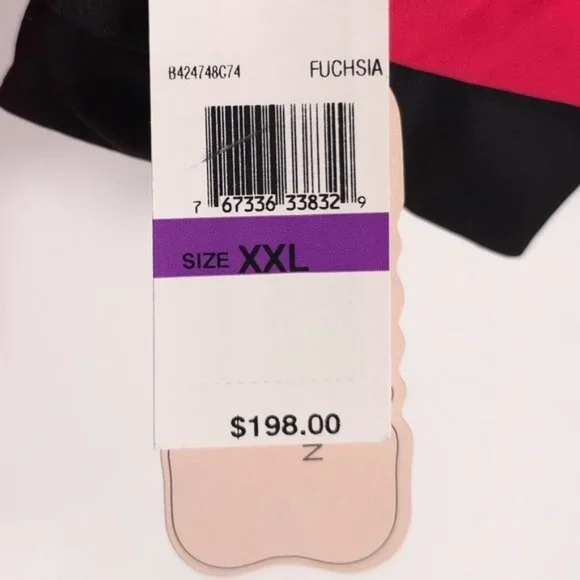 B424748C74 FUCHSIA
7 67336 33832 9
SIZE XXL
$198.00
N